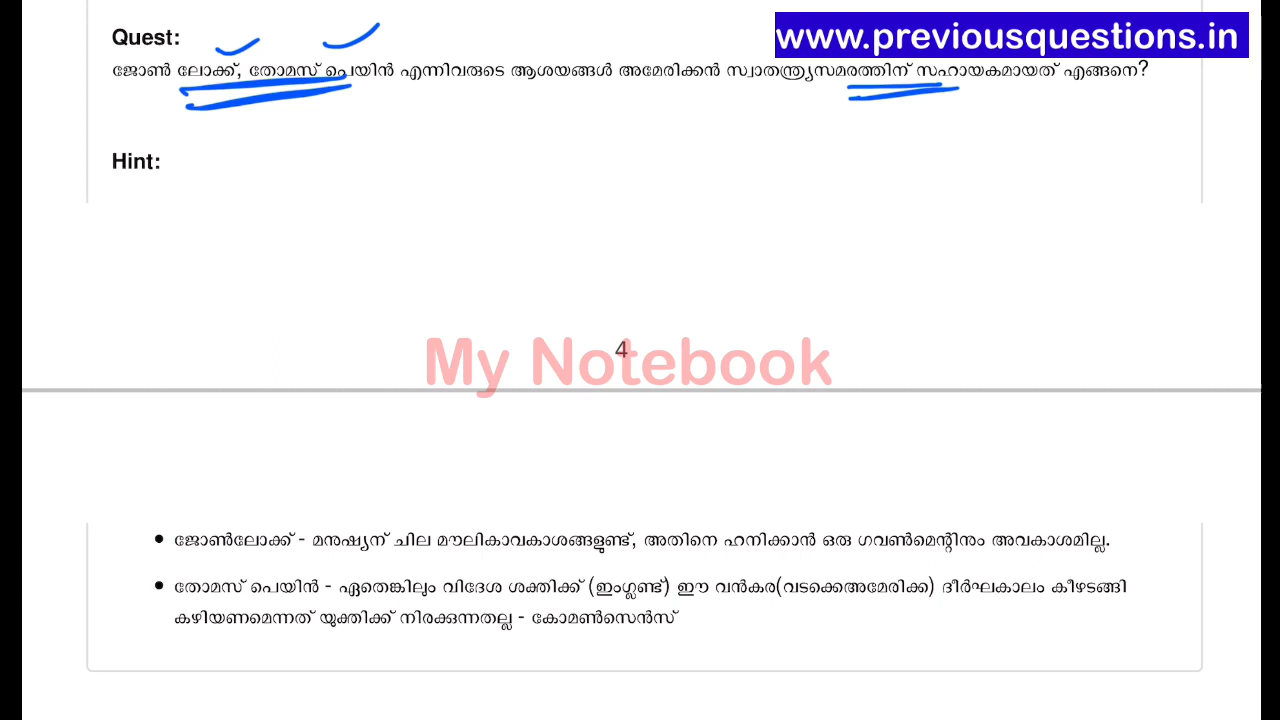 www.previousquestions.in
Quest:
ജോൺ ലോക്ക്, തോമസ് പെയിൻ എന്നിവരുടെ ആശയങ്ങൾ അമേരിക്കൻ സ്വാതന്ത്ര്യസമരത്തിന് സഹായകമായത് എങ്ങനെ?
Hint:
4
My Notebook
• ജോൺലോക്ക് - മനുഷ്യന് ചില മൗലികാവകാശങ്ങളുണ്ട്, അതിനെ ഹനിക്കാൻ ഒരു ഗവൺമെന്റിനും അവകാശമില്ല.
• തോമസ് പെയിൻ - ഏതെങ്കിലും വിദേശ ശക്തിക്ക് (ഇംഗ്ലണ്ട്) ഈ വൻകര(വടക്കെഅമേരിക്ക) ദീർഘകാലം കീഴടങ്ങി
കഴിയണമെന്നത് യുക്തിക്ക് നിരക്കുന്നതല്ല - കോമൺസെൻസ്